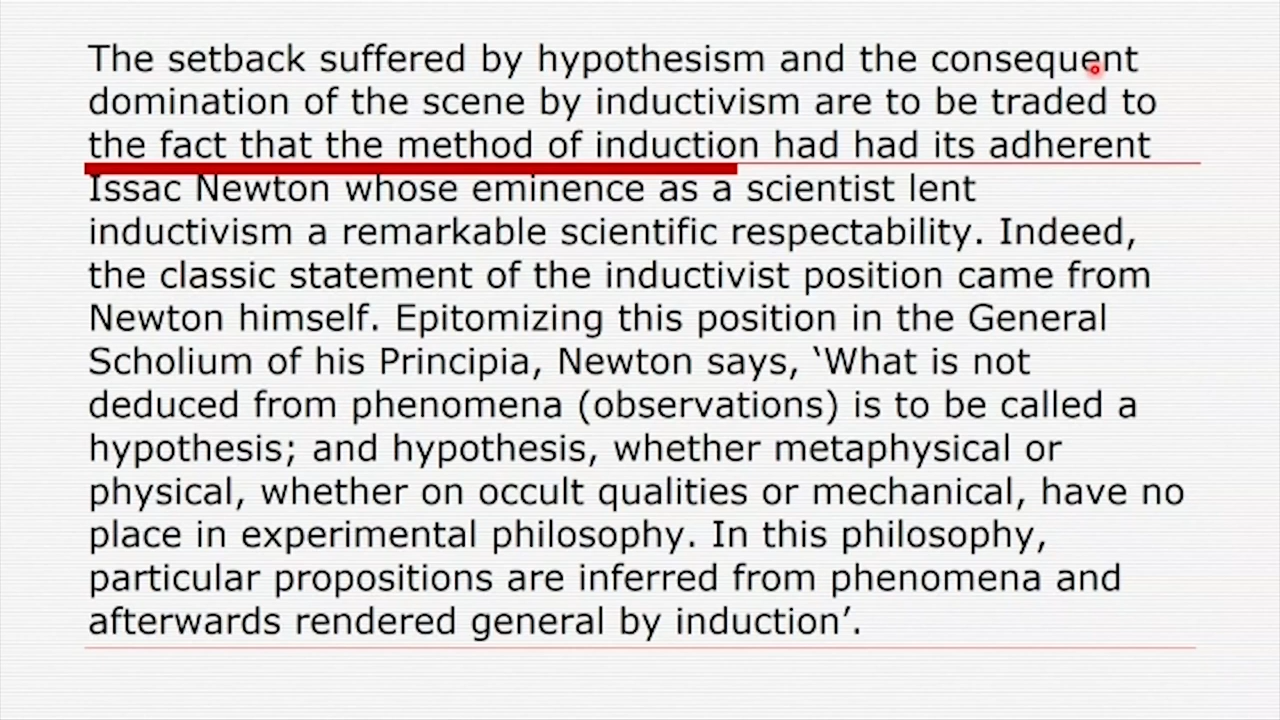 The setback suffered by hypothesism and the consequent
domination of the scene by inductivism are to be traded to
the fact that the method of induction had had its adherent
Issac Newton whose eminence as a scientist lent
inductivism a remarkable scientific respectability. Indeed,
the classic statement of the inductivist position came from
Newton himself. Epitomizing this position in the General
Scholium of his Principia, Newton says, ‘What is not
deduced from phenomena (observations) is to be called a
hypothesis; and hypothesis, whether metaphysical or
physical, whether on occult qualities or mechanical, have no
place in experimental philosophy. In this philosophy,
particular propositions are inferred from phenomena and
afterwards rendered general by induction’.